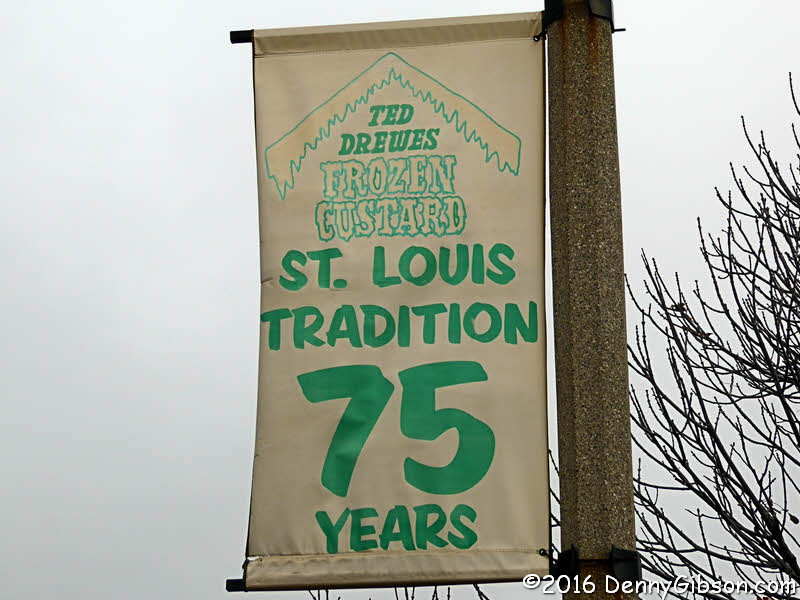 TED
DREWES
FROZEN
CUSTARD
ST. LOUIS
TRADITION
75
YEARS
©2016 DennyGibson.com